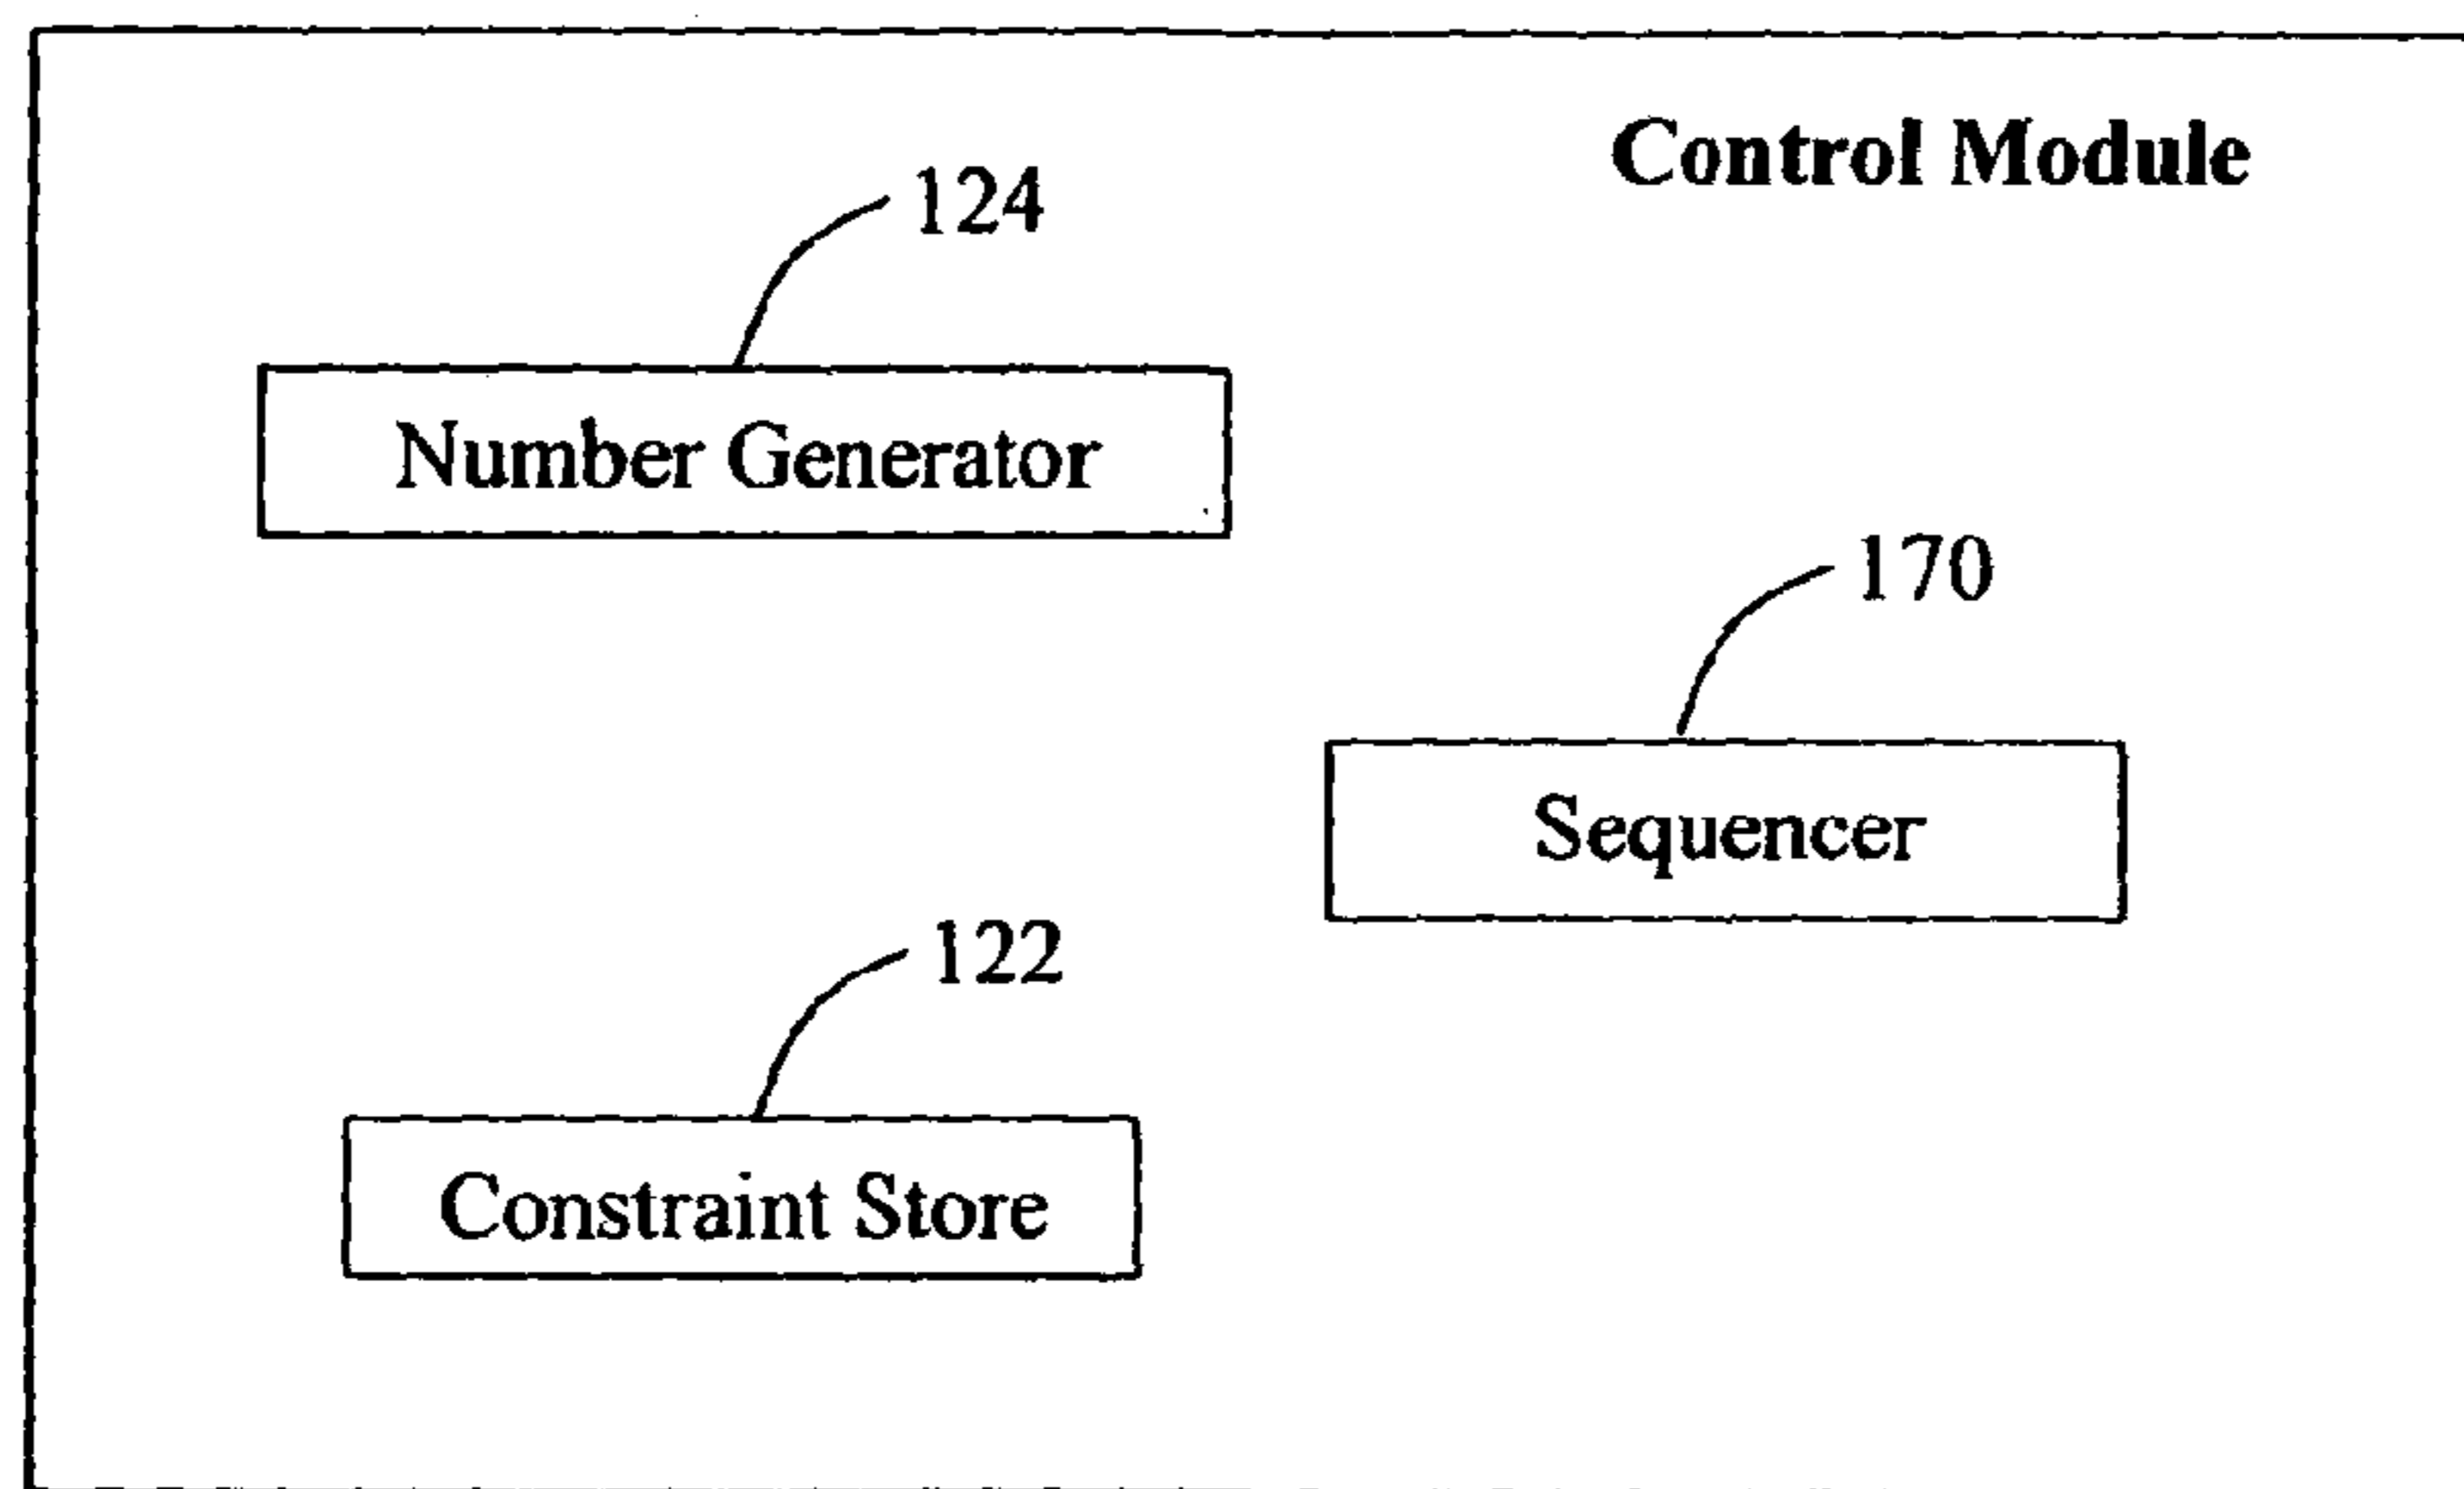 Control Module
124
Number Generator
170
Sequencer
122
Constraint Store